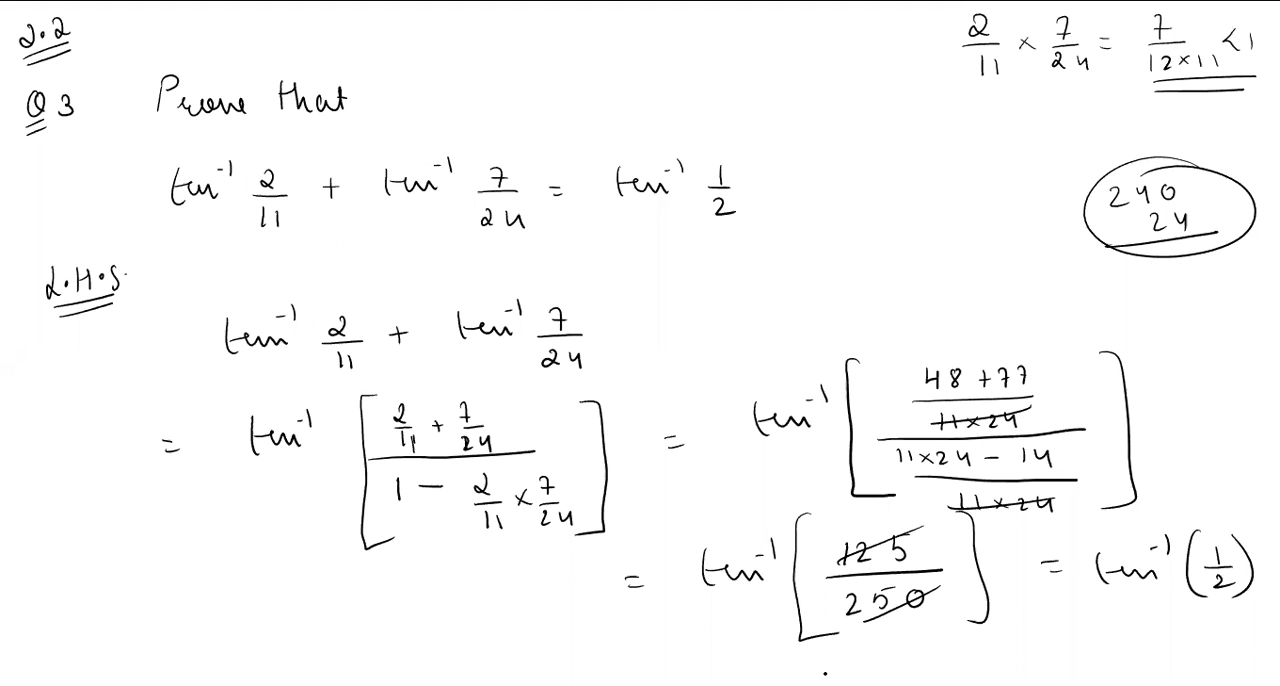 2.2
2/11 × 7/24 = 7/(12×11) < 1
Q3 Prove that
tan⁻¹ 2/11 + tan⁻¹ 7/24 = tan⁻¹ 1/2
240
24
L.H.S.
tan⁻¹ 2/11 + tan⁻¹ 7/24
= tan⁻¹ [ (2/11 + 7/24) / (1 − 2/11 × 7/24) ] = tan⁻¹ [ ((48 + 77)/(11×24)) / ((11×24 − 14)/(11×24)) ]
= tan⁻¹ [ 125/250 ] = tan⁻¹ (1/2)